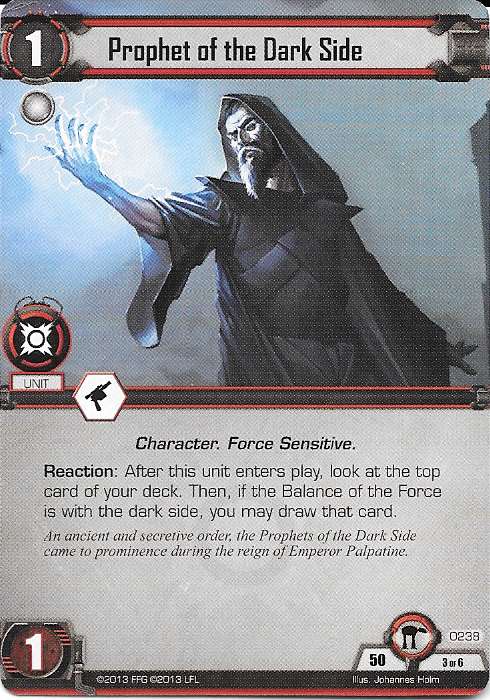 1
Prophet of the Dark Side
UNIT
Character. Force Sensitive.
Reaction: After this unit enters play, look at the top
card of your deck. Then, if the Balance of the Force
is with the dark side, you may draw that card.
An ancient and secretive order, the Prophets of the Dark Side
came to prominence during the reign of Emperor Palpatine.
1
0238
50
3 OF 6
©2013 FFG ©2013 LFL
Illus. Johannes Holm